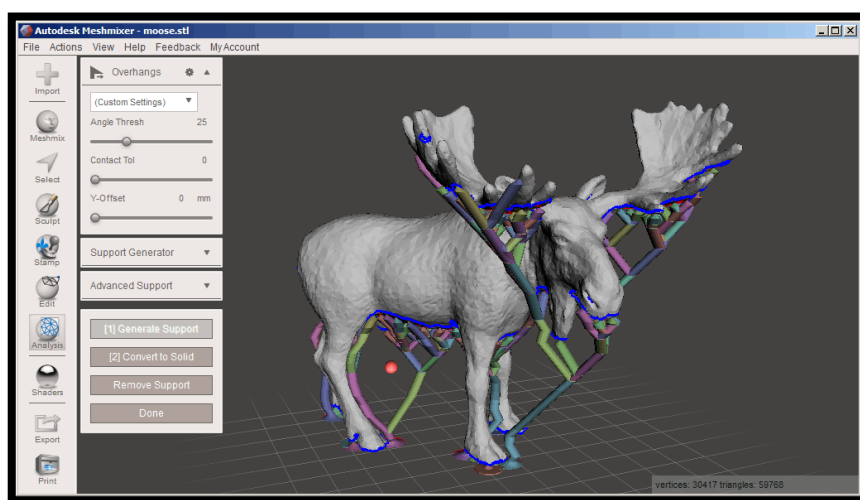 Autodesk Meshmixer - moose.stl
File Actions View Help Feedback MyAccount
Import
Meshmix
Select
Sculpt
Stamp
Edit
Analysis
Shaders
Export
Print
Overhangs
(Custom Settings)
Angle Thresh 25
Contact Tol 0
Y-Offset 0 mm
Support Generator
Advanced Support
[1] Generate Support
[2] Convert to Solid
Remove Support
Done
vertices: 30417 triangles: 59768